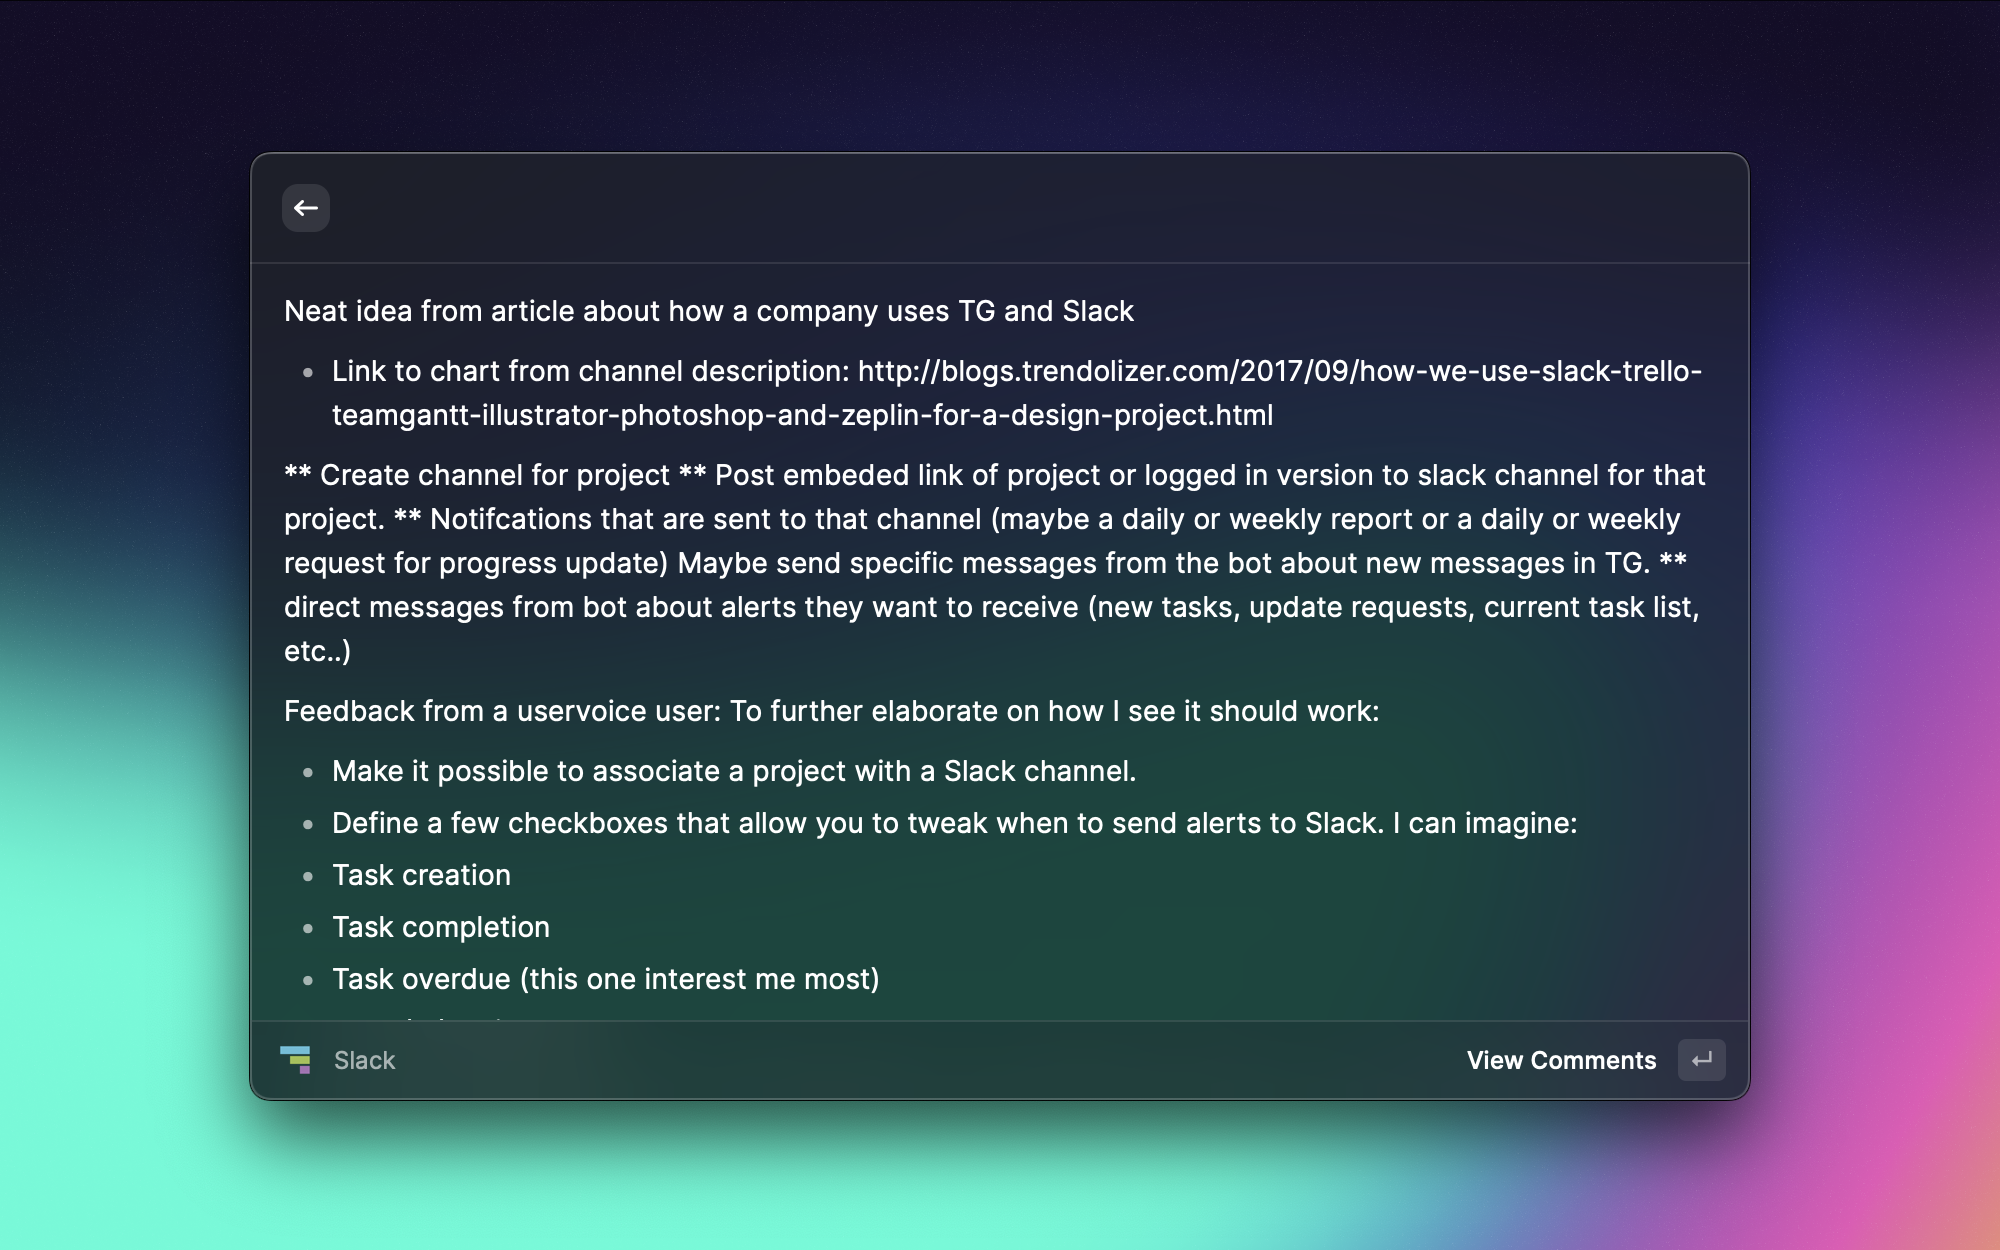 Neat idea from article about how a company uses TG and Slack
Link to chart from channel description: http://blogs.trendolizer.com/2017/09/how-we-use-slack-trello-
teamgantt-illustrator-photoshop-and-zeplin-for-a-design-project.html
** Create channel for project ** Post embeded link of project or logged in version to slack channel for that
project. ** Notifcations that are sent to that channel (maybe a daily or weekly report or a daily or weekly
request for progress update) Maybe send specific messages from the bot about new messages in TG. **
direct messages from bot about alerts they want to receive (new tasks, update requests, current task list,
etc..)
Feedback from a uservoice user: To further elaborate on how I see it should work:
Make it possible to associate a project with a Slack channel.
Define a few checkboxes that allow you to tweak when to send alerts to Slack. I can imagine:
Task creation
Task completion
Task overdue (this one interest me most)
Slack
View Comments